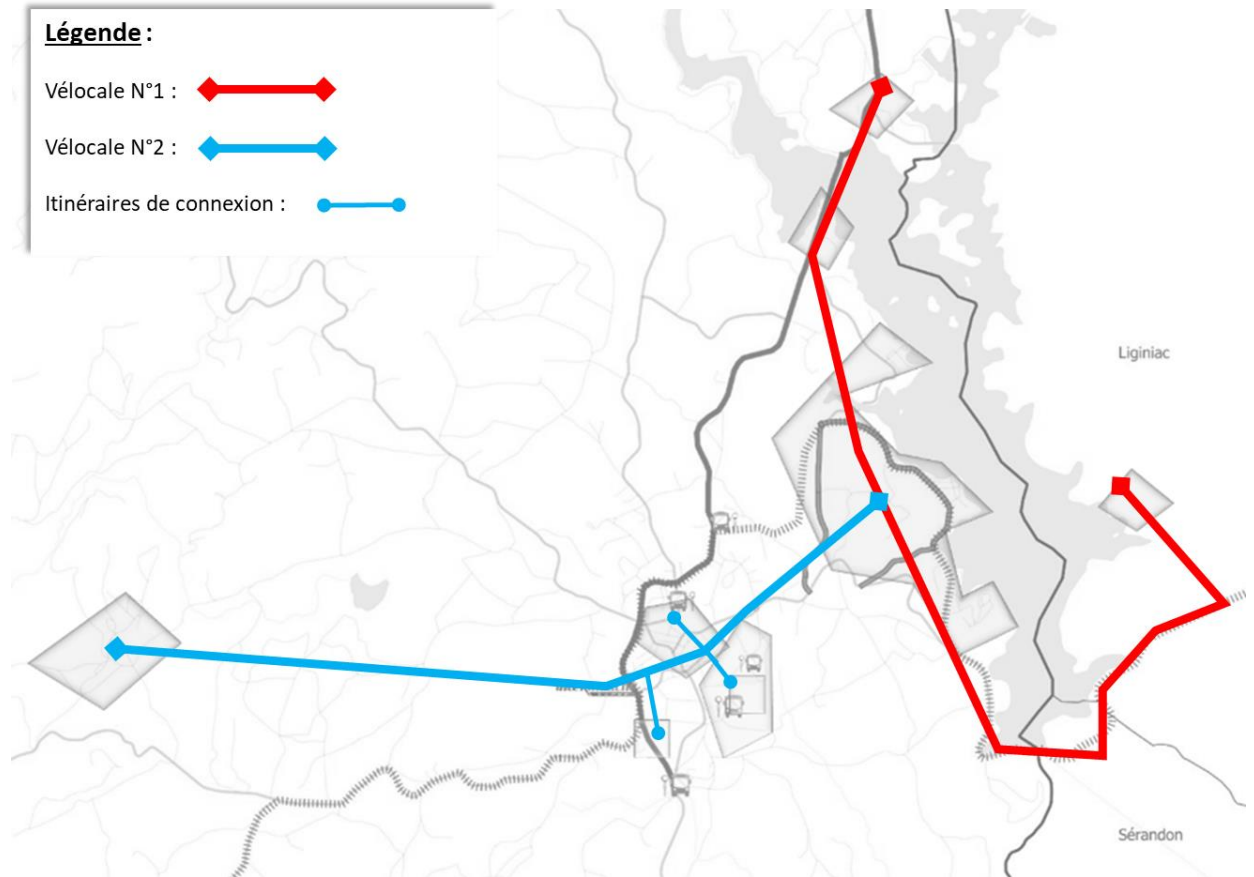 Légende :
Vélocale N°1 :
Vélocale N°2 :
Itinéraires de connexion :
Liginiac
Sérandon